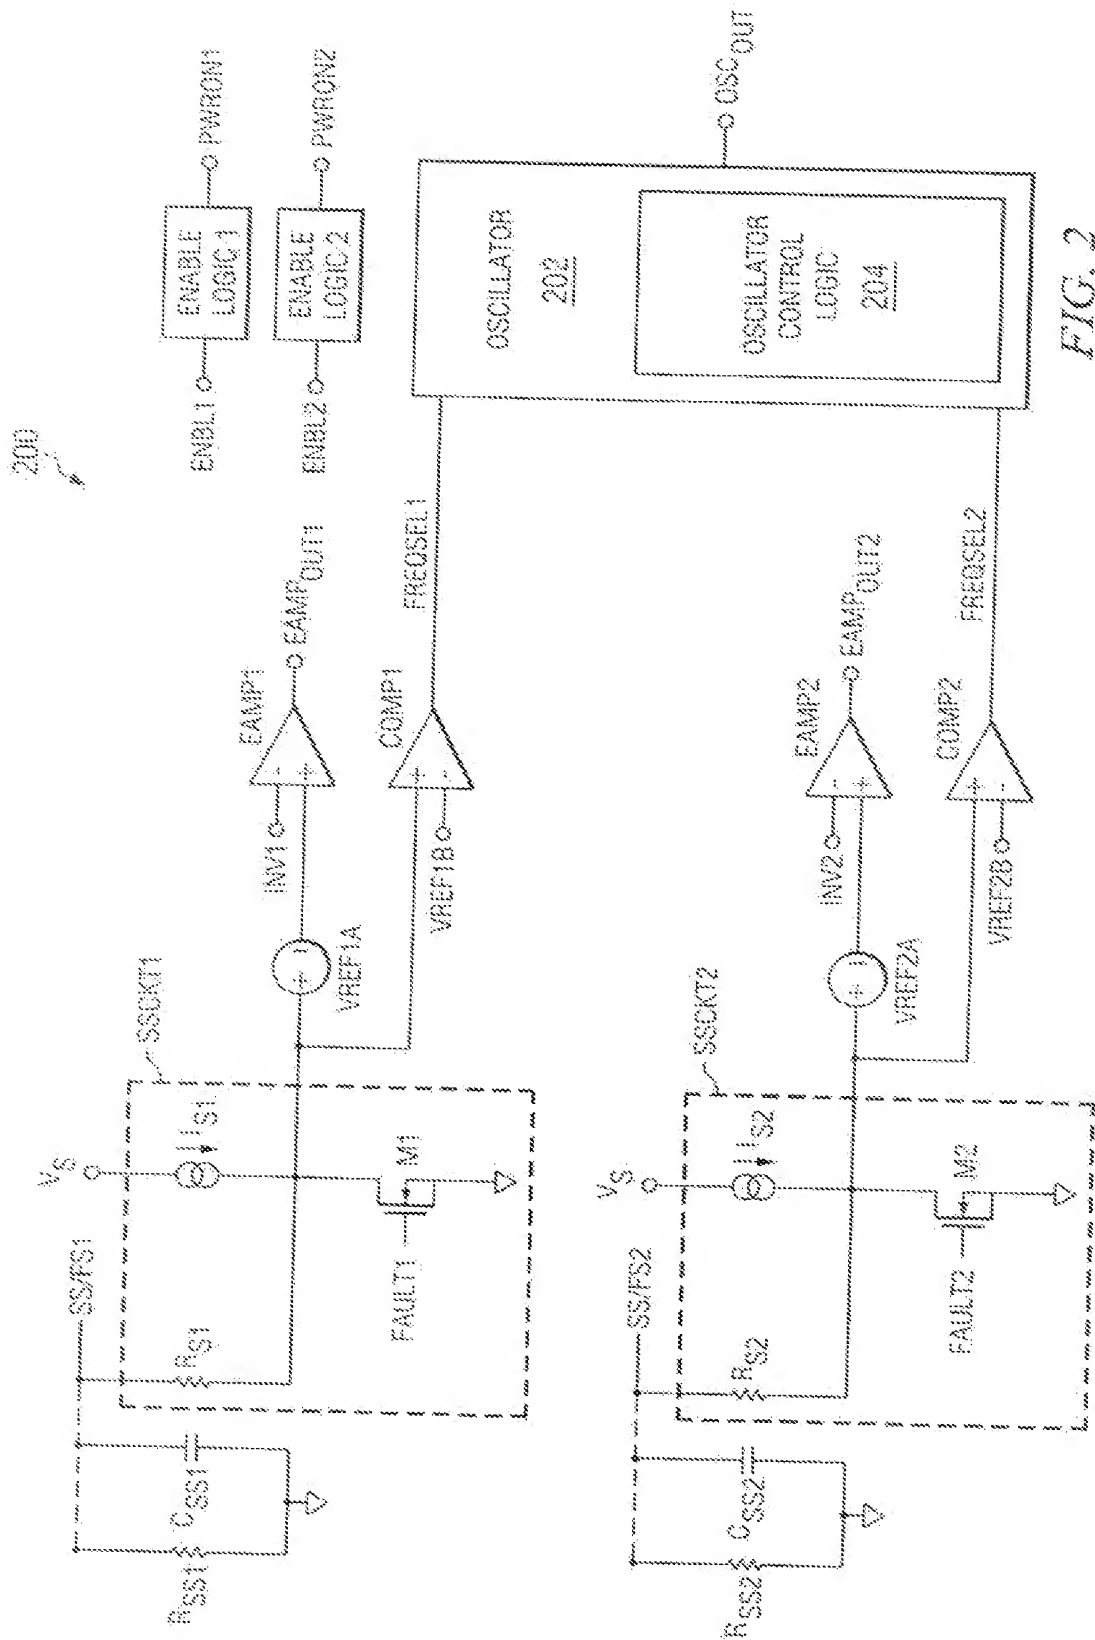 200
ENBL1
ENABLE
LOGIC 1
PWRON1
ENBL2
ENABLE
LOGIC 2
PWRON2
SS/FS1
VS
SSCKT1
RSS1
CSS1
RS1
IS1
FAULT1
M1
VREF1A
INV1
EAMP1
EAMPOUT1
VREF1B
COMP1
FREQSEL1
OSCILLATOR
202
OSCILLATOR
CONTROL
LOGIC
204
OSCOUT
SS/FS2
VS
SSCKT2
RSS2
CSS2
RS2
IS2
FAULT2
M2
VREF2A
INV2
EAMP2
EAMPOUT2
VREF2B
COMP2
FREQSEL2
FIG. 2